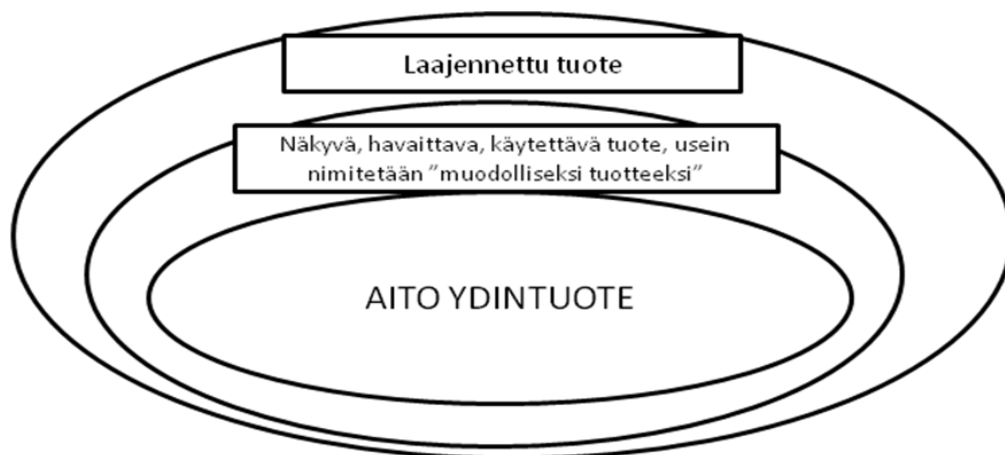 Laajennettu tuote
Näkyvä, havaittava, käytettävä tuote, usein
nimitetään ”muodolliseksi tuotteeksi”
AITO YDINTUOTE